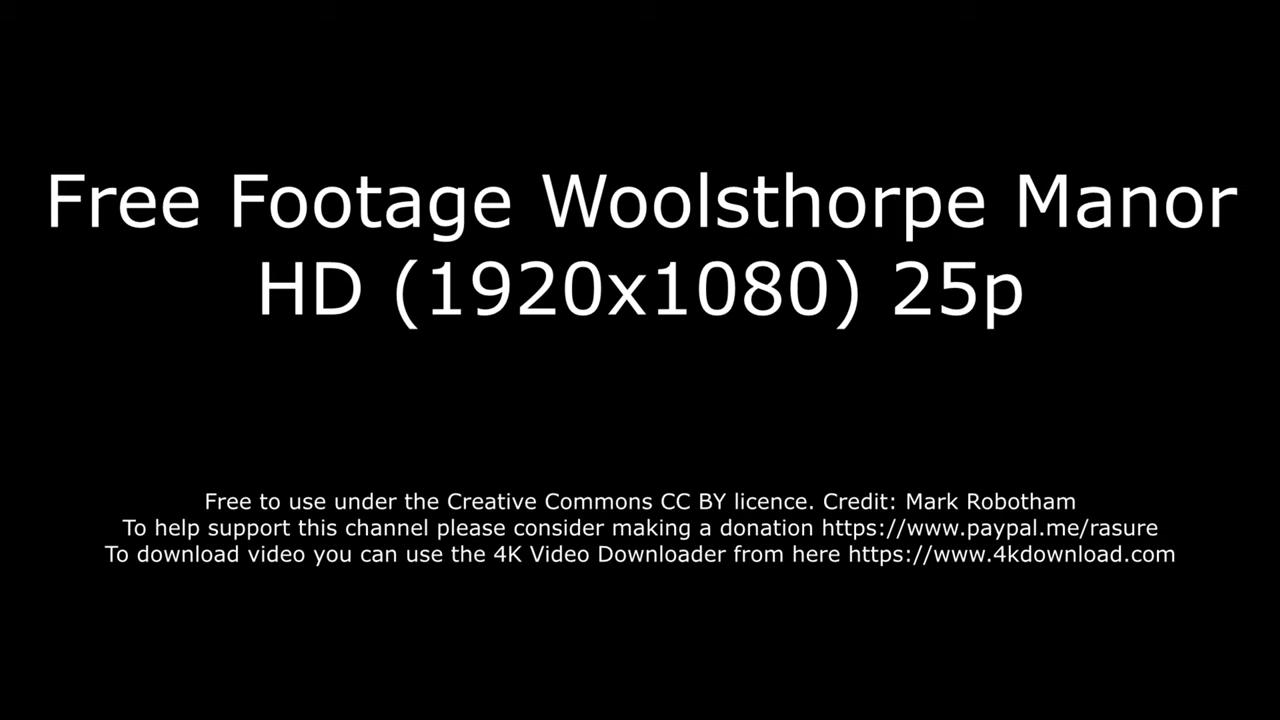 Free Footage Woolsthorpe Manor
HD (1920x1080) 25p
Free to use under the Creative Commons CC BY licence. Credit: Mark Robotham
To help support this channel please consider making a donation https://www.paypal.me/rasure
To download video you can use the 4K Video Downloader from here https://www.4kdownload.com